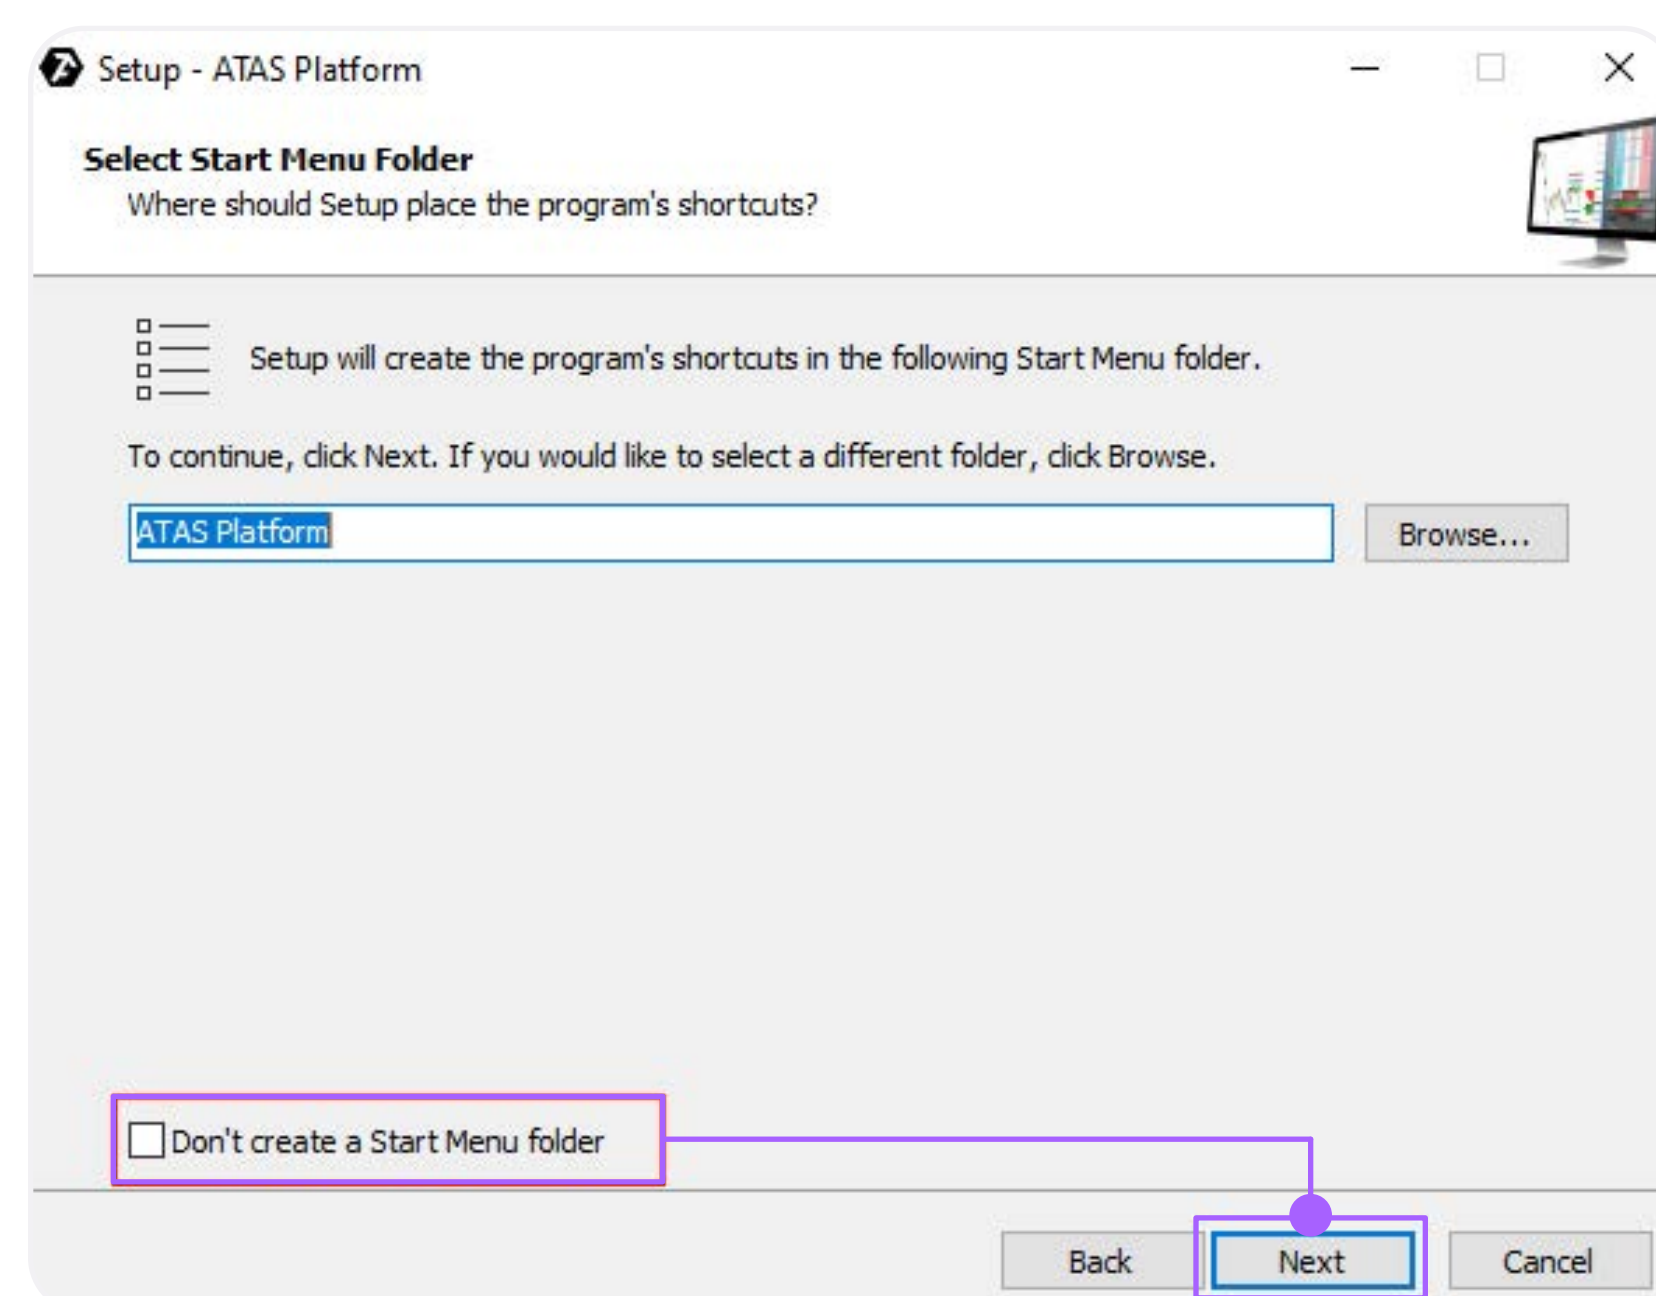 Setup - ATAS Platform
Select Start Menu Folder
Where should Setup place the program's shortcuts?
Setup will create the program's shortcuts in the following Start Menu folder.
To continue, click Next. If you would like to select a different folder, click Browse.
ATAS Platform
Browse...
Don't create a Start Menu folder
Back
Next
Cancel